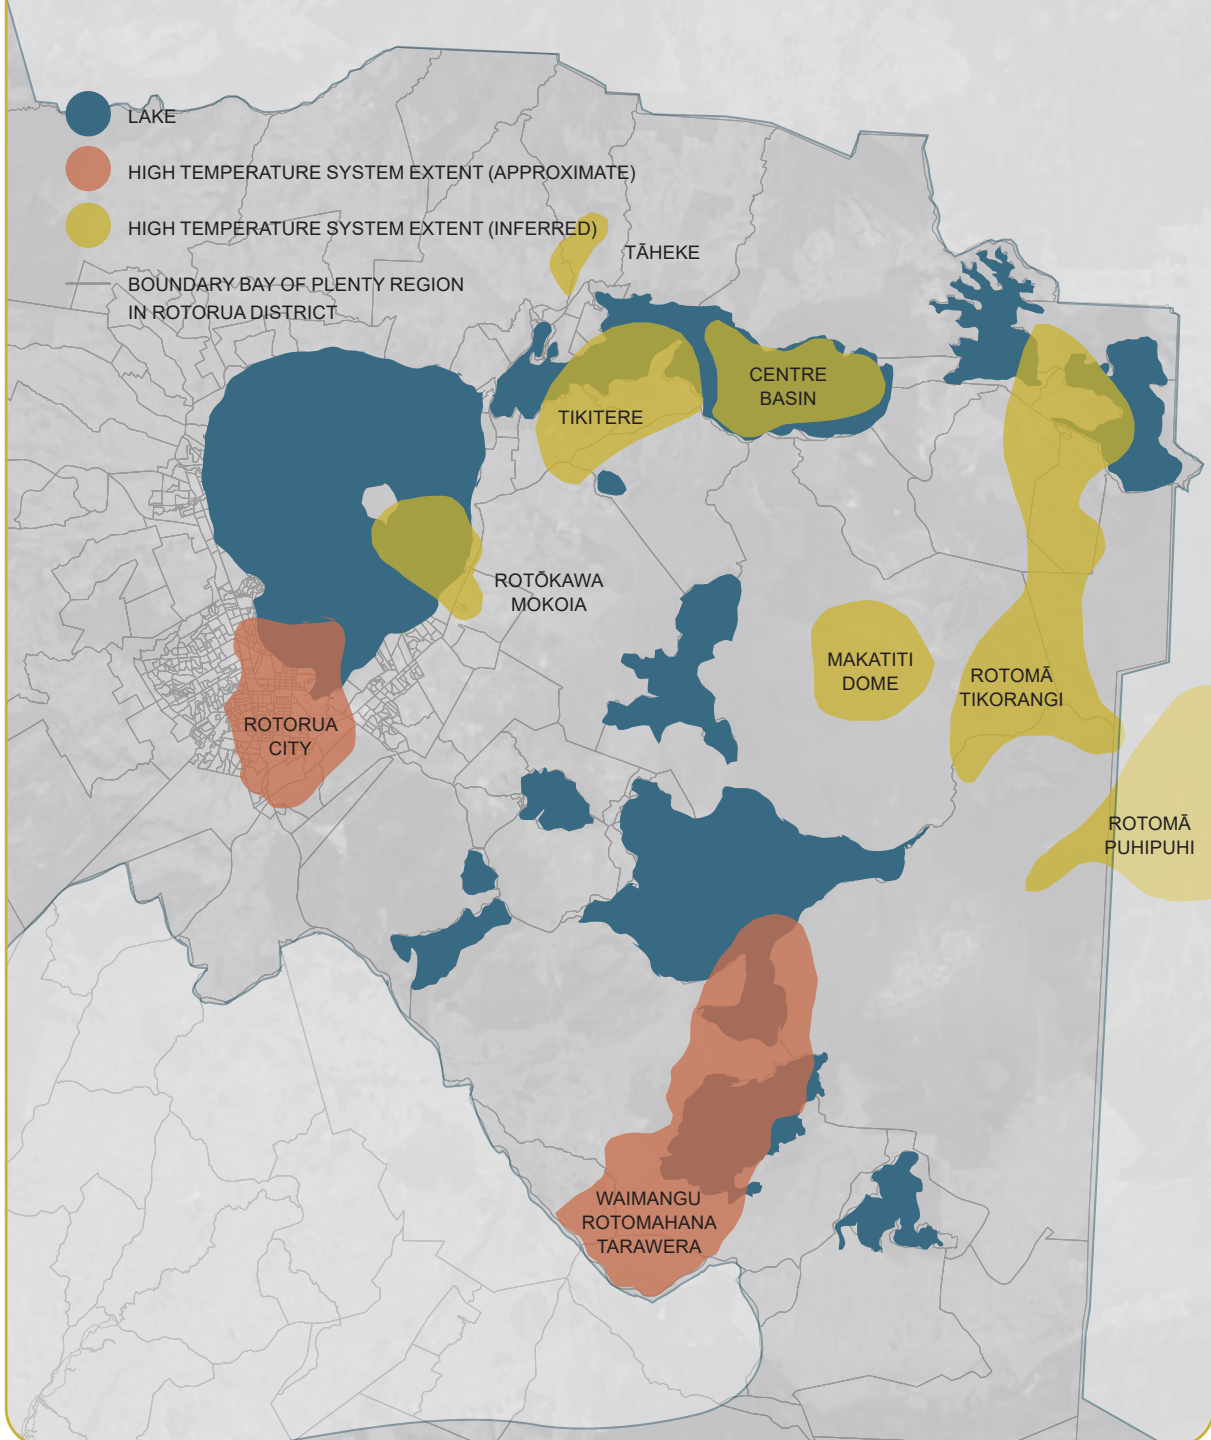 LAKE
HIGH TEMPERATURE SYSTEM EXTENT (APPROXIMATE)
HIGH TEMPERATURE SYSTEM EXTENT (INFERRED)
BOUNDARY BAY OF PLENTY REGION
IN ROTORUA DISTRICT
TĀHEKE
CENTRE
BASIN
TIKITERE
ROTŌKAWA
MOKOIA
MAKATITI
DOME
ROTOMĀ
TIKORANGI
ROTORUA
CITY
ROTOMĀ
PUHIPUHI
WAIMANGU
ROTOMAHANA
TARAWERA